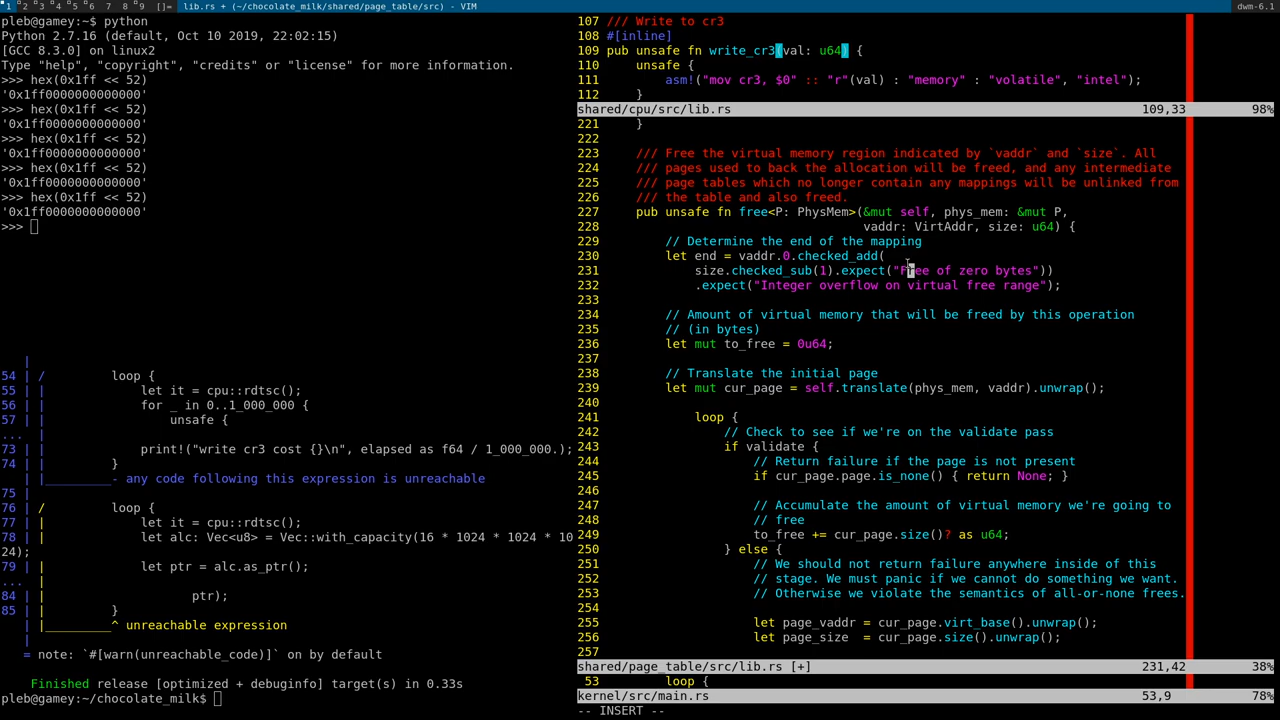 1 2 3 4 5 6 7 8 9 []= lib.rs + (~/chocolate_milk/shared/page_table/src) - VIM dwm-6.1
pleb@gamey:~$ python
Python 2.7.16 (default, Oct 10 2019, 22:02:15)
[GCC 8.3.0] on linux2
Type "help", "copyright", "credits" or "license" for more information.
>>> hex(0x1ff << 52)
'0x1ff0000000000000'
>>> hex(0x1ff << 52)
'0x1ff0000000000000'
>>> hex(0x1ff << 52)
'0x1ff0000000000000'
>>> hex(0x1ff << 52)
'0x1ff0000000000000'
>>> hex(0x1ff << 52)
'0x1ff0000000000000'
>>>
   |
54 | /         loop {
55 | |             let it = cpu::rdtsc();
56 | |             for _ in 0..1_000_000 {
57 | |                 unsafe {
... |
73 | |             print!("write cr3 cost {}\n", elapsed as f64 / 1_000_000.);
74 | |         }
   | |_________- any code following this expression is unreachable
75 |
76 | /         loop {
77 | |             let it = cpu::rdtsc();
78 | |             let alc: Vec<u8> = Vec::with_capacity(16 * 1024 * 1024 * 10
24);
79 | |             let ptr = alc.as_ptr();
... |
84 | |                    ptr);
85 | |         }
   | |_________^ unreachable expression
   |
   = note: `#[warn(unreachable_code)]` on by default
    Finished release [optimized + debuginfo] target(s) in 0.33s
pleb@gamey:~/chocolate_milk$
107 /// Write to cr3
108 #[inline]
109 pub unsafe fn write_cr3(val: u64) {
110     unsafe {
111         asm!("mov cr3, $0" :: "r"(val) : "memory" : "volatile", "intel");
112     }
shared/cpu/src/lib.rs 109,33 98%
221     }
222
223     /// Free the virtual memory region indicated by `vaddr` and `size`. All
224     /// pages used to back the allocation will be freed, and any intermediate
225     /// page tables which no longer contain any mappings will be unlinked from
226     /// the table and also freed.
227     pub unsafe fn free<P: PhysMem>(&mut self, phys_mem: &mut P,
228                                    vaddr: VirtAddr, size: u64) {
229         // Determine the end of the mapping
230         let end = vaddr.0.checked_add(
231             size.checked_sub(1).expect("Free of zero bytes"))
232             .expect("Integer overflow on virtual free range");
233
234         // Amount of virtual memory that will be freed by this operation
235         // (in bytes)
236         let mut to_free = 0u64;
237
238         // Translate the initial page
239         let mut cur_page = self.translate(phys_mem, vaddr).unwrap();
240
241             loop {
242                 // Check to see if we're on the validate pass
243                 if validate {
244                     // Return failure if the page is not present
245                     if cur_page.page.is_none() { return None; }
246
247                     // Accumulate the amount of virtual memory we're going to
248                     // free
249                     to_free += cur_page.size()? as u64;
250                 } else {
251                     // We should not return failure anywhere inside of this
252                     // stage. We must panic if we cannot do something we want.
253                     // Otherwise we violate the semantics of all-or-none frees.
254
255                     let page_vaddr = cur_page.virt_base().unwrap();
256                     let page_size  = cur_page.size().unwrap();
257
shared/page_table/src/lib.rs [+] 231,42 38%
53         loop {
kernel/src/main.rs 53,9 78%
-- INSERT --